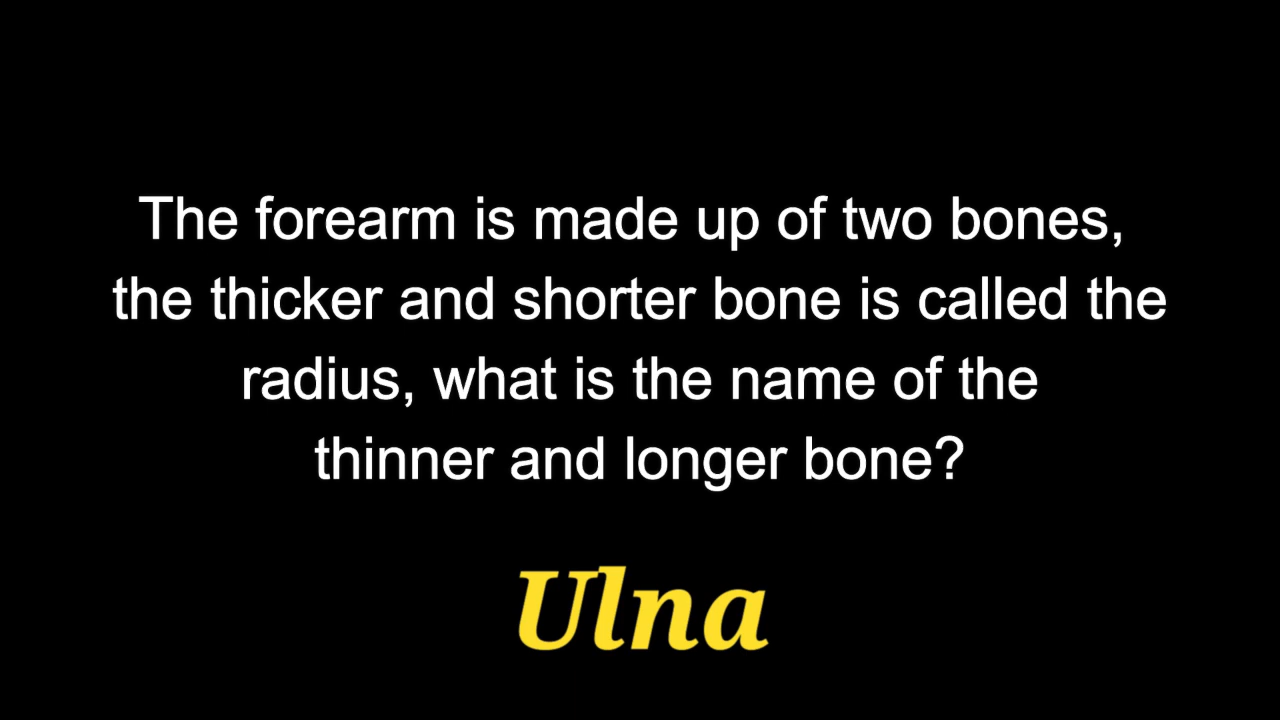 The forearm is made up of two bones,
the thicker and shorter bone is called the
radius, what is the name of the
thinner and longer bone?
Ulna